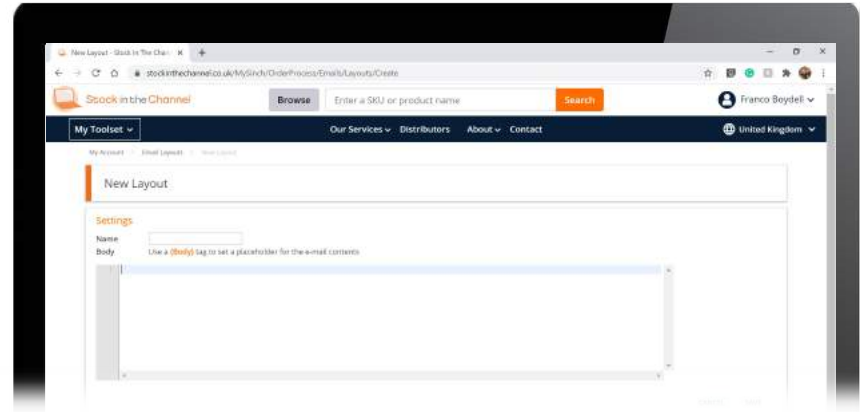 New Layout - Stock In The Chan
stockinthechannel.co.uk/MySinch/OrderProcess/Emails/Layouts/Create
Stock in the Channel
Browse
Enter a SKU or product name
Search
Franco Boydell
My Toolset
Our Services
Distributors
About
Contact
United Kingdom
My Account
Email Layouts
New Layout
New Layout
Settings
Name
Body
Use a {Body} tag to set a placeholder for the e-mail contents
1